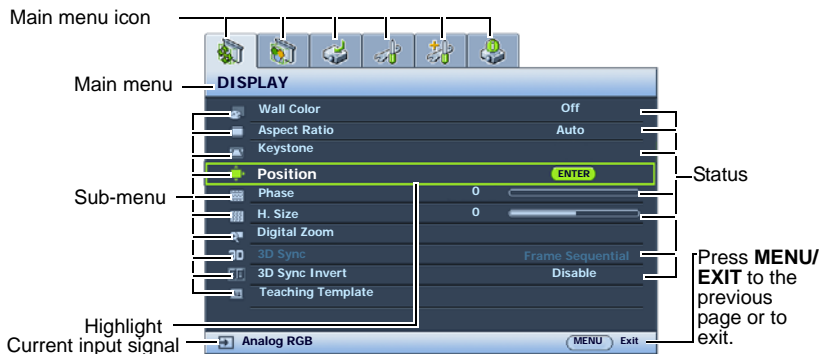 Main menu icon
Main menu
DISPLAY
Wall Color Off
Aspect Ratio Auto
Keystone
Position ENTER
Status
Sub-menu
Phase 0
H. Size 0
Digital Zoom
3D Sync Frame Sequential
3D Sync Invert Disable
Teaching Template
Press MENU/
EXIT to the
previous
page or to
exit.
Highlight
Current input signal
Analog RGB
MENU Exit